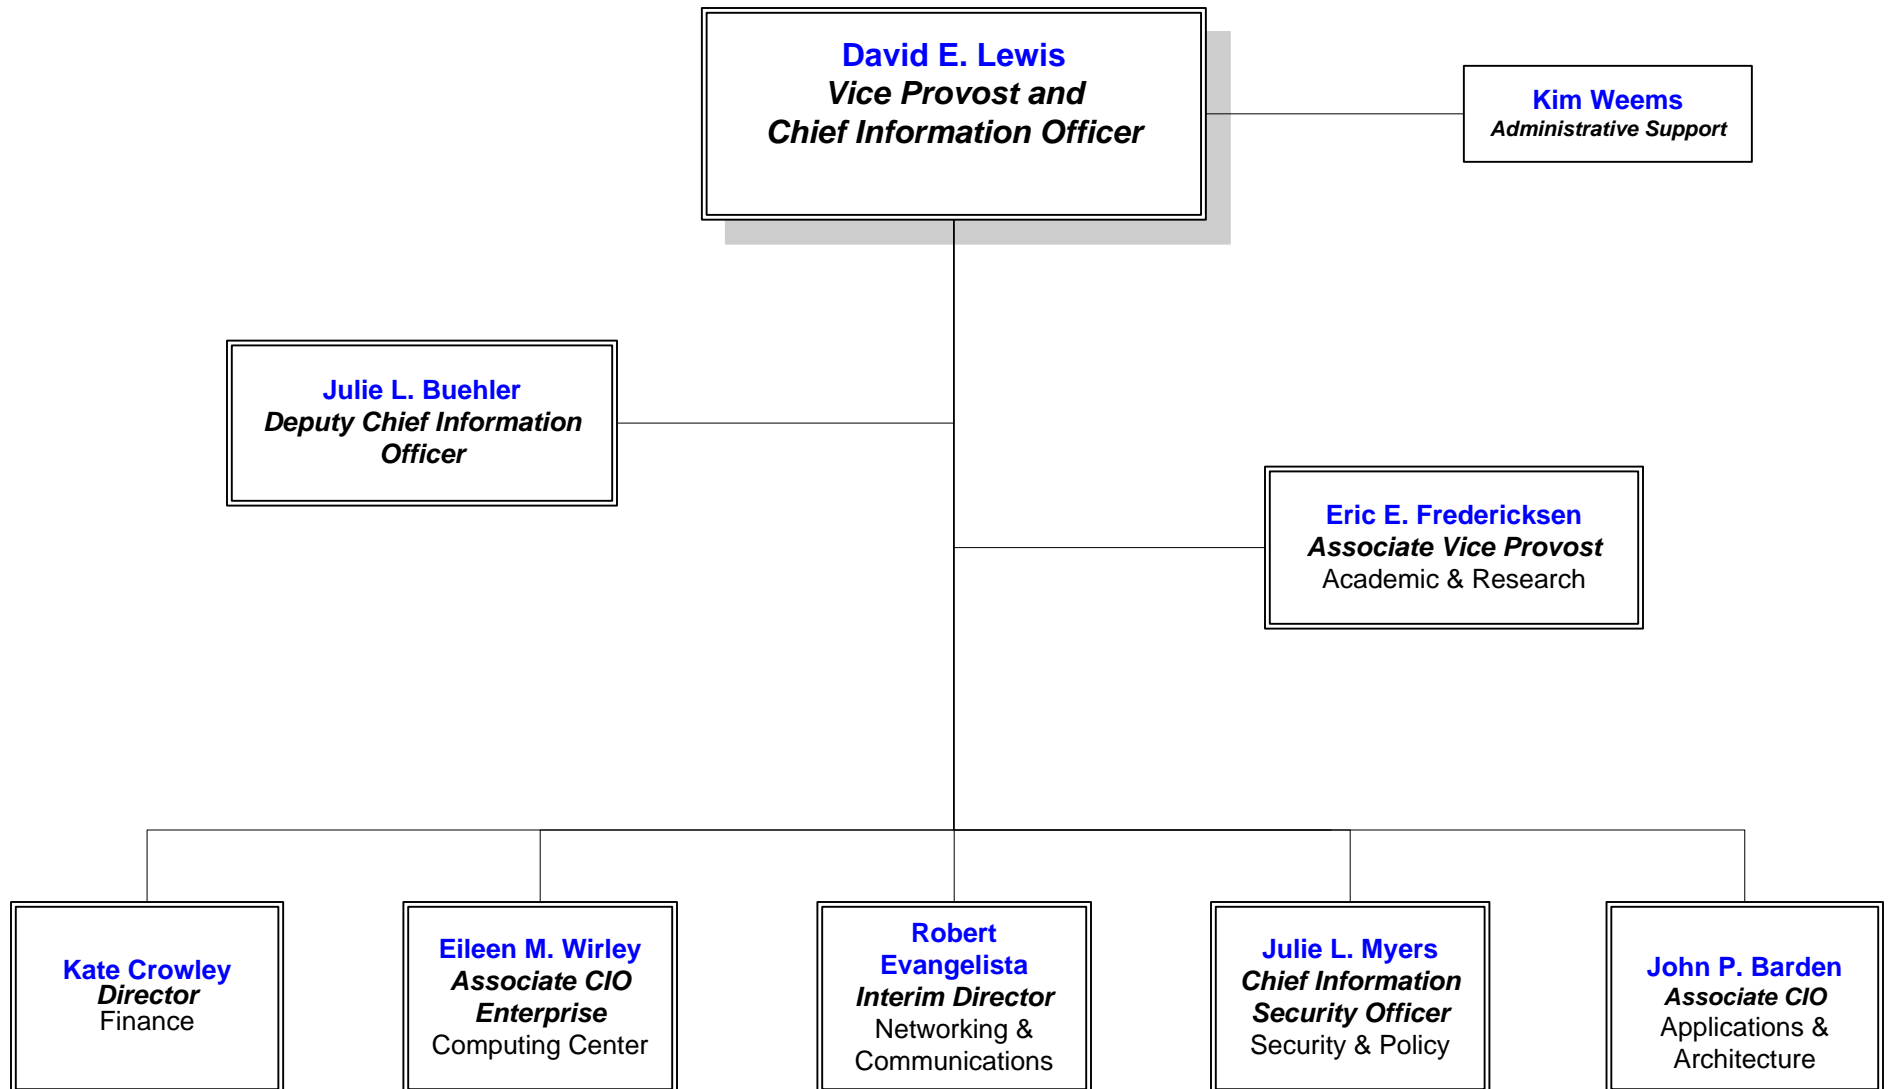 David E. Lewis
Vice Provost and
Chief Information Officer
Kim Weems
Administrative Support
Julie L. Buehler
Deputy Chief Information
Officer
Eric E. Fredericksen
Associate Vice Provost
Academic & Research
Kate Crowley
Director
Finance
Eileen M. Wirley
Associate CIO
Enterprise
Computing Center
Robert
Evangelista
Interim Director
Networking &
Communications
Julie L. Myers
Chief Information
Security Officer
Security & Policy
John P. Barden
Associate CIO
Applications &
Architecture